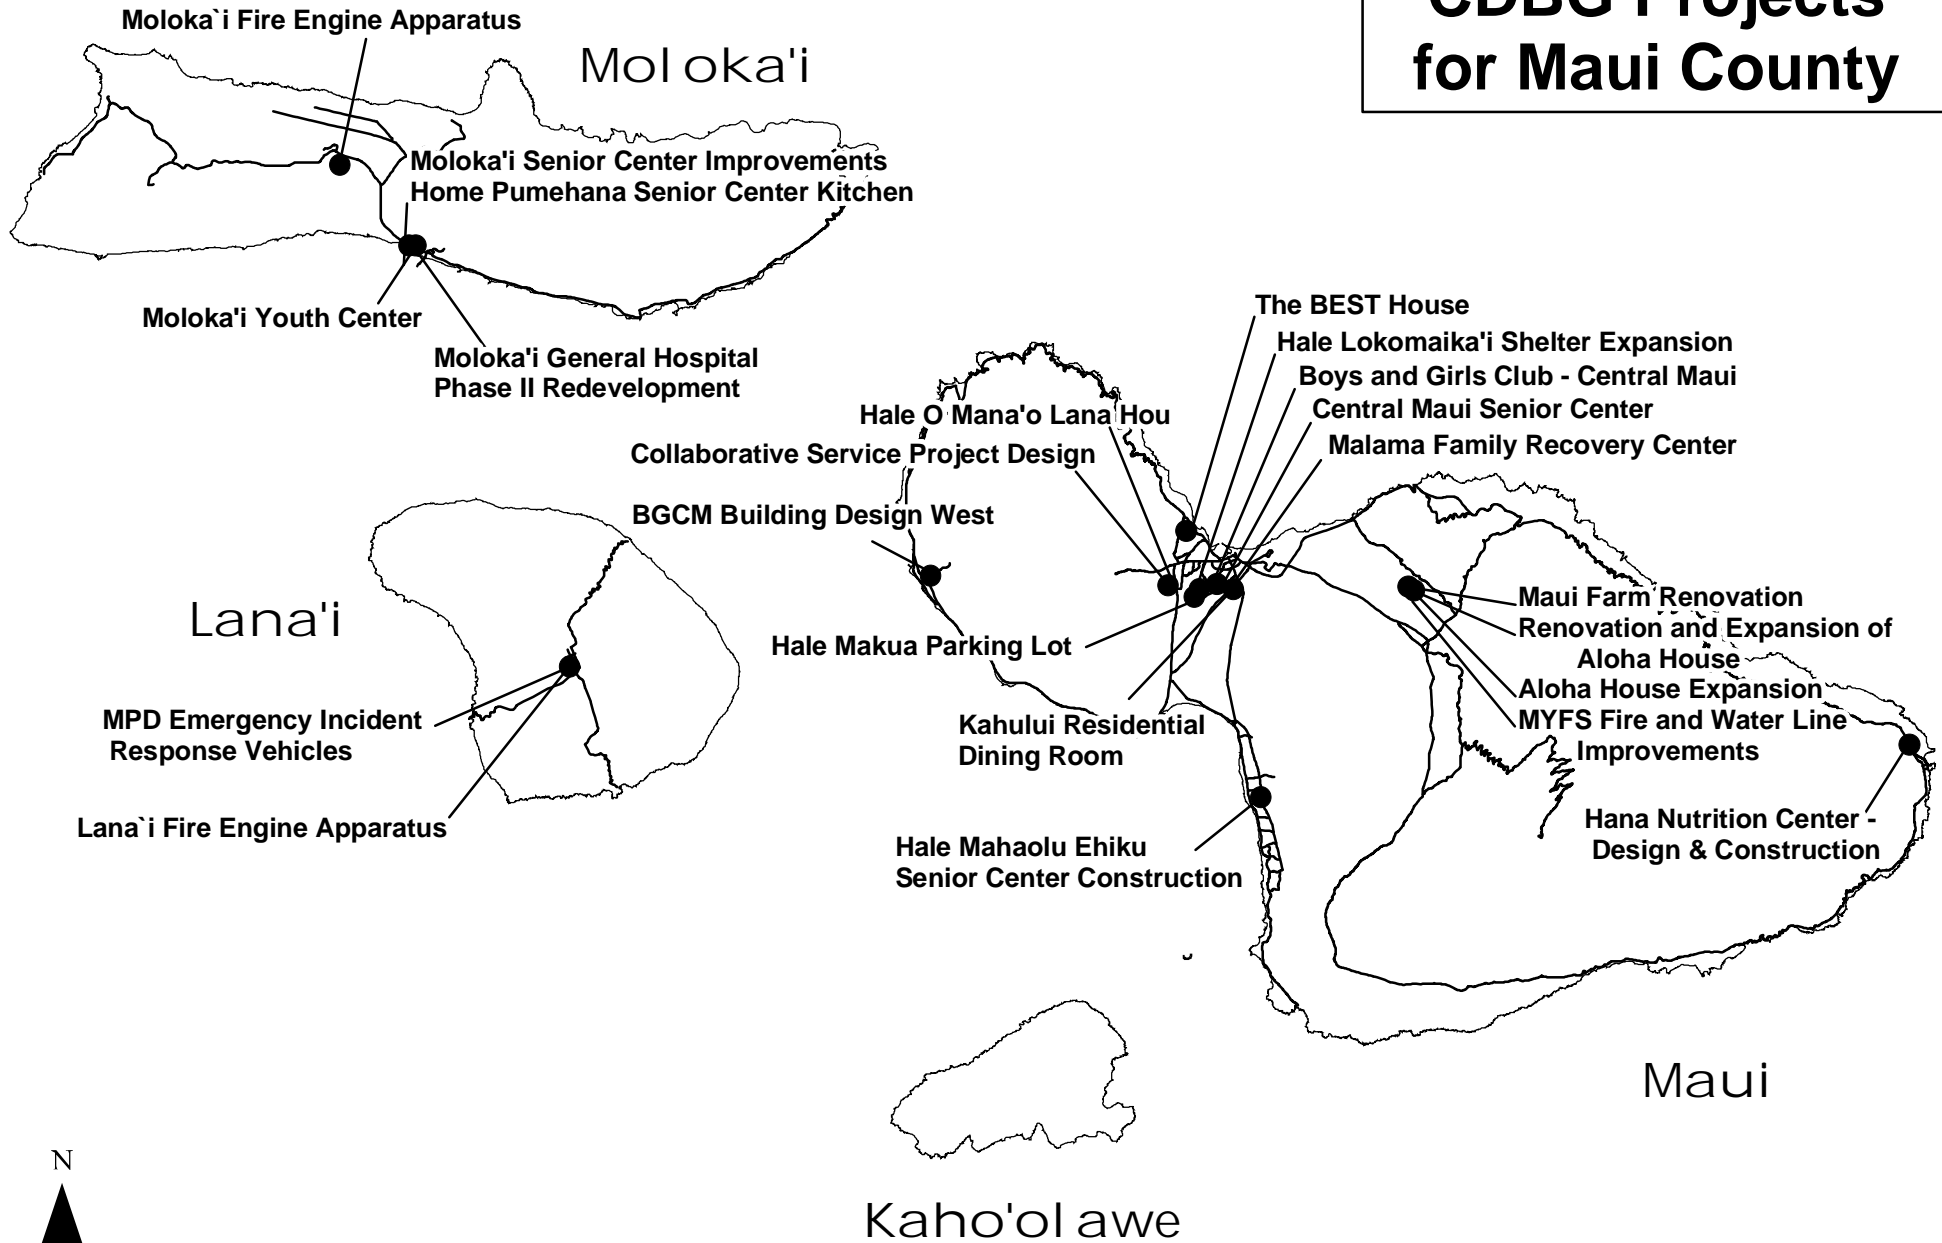 CDBG Projects
for Maui County
Moloka`i Fire Engine Apparatus
Moloka'i
Moloka'i Senior Center Improvements
Home Pumehana Senior Center Kitchen
Moloka'i Youth Center
Moloka'i General Hospital
Phase II Redevelopment
The BEST House
Hale Lokomaika'i Shelter Expansion
Boys and Girls Club - Central Maui
Central Maui Senior Center
Malama Family Recovery Center
Hale O Mana'o Lana Hou
Collaborative Service Project Design
BGCM Building Design West
Lana'i
Hale Makua Parking Lot
Maui Farm Renovation
Renovation and Expansion of
Aloha House
Aloha House Expansion
MYFS Fire and Water Line
Improvements
MPD Emergency Incident
Response Vehicles
Kahului Residential
Dining Room
Lana`i Fire Engine Apparatus
Hale Mahaolu Ehiku
Senior Center Construction
Hana Nutrition Center -
Design & Construction
Maui
Kaho'olawe
N